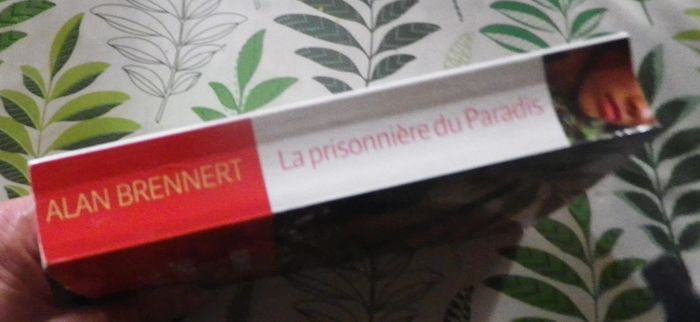 ALAN BRENNERT
La prisonnière du Paradis